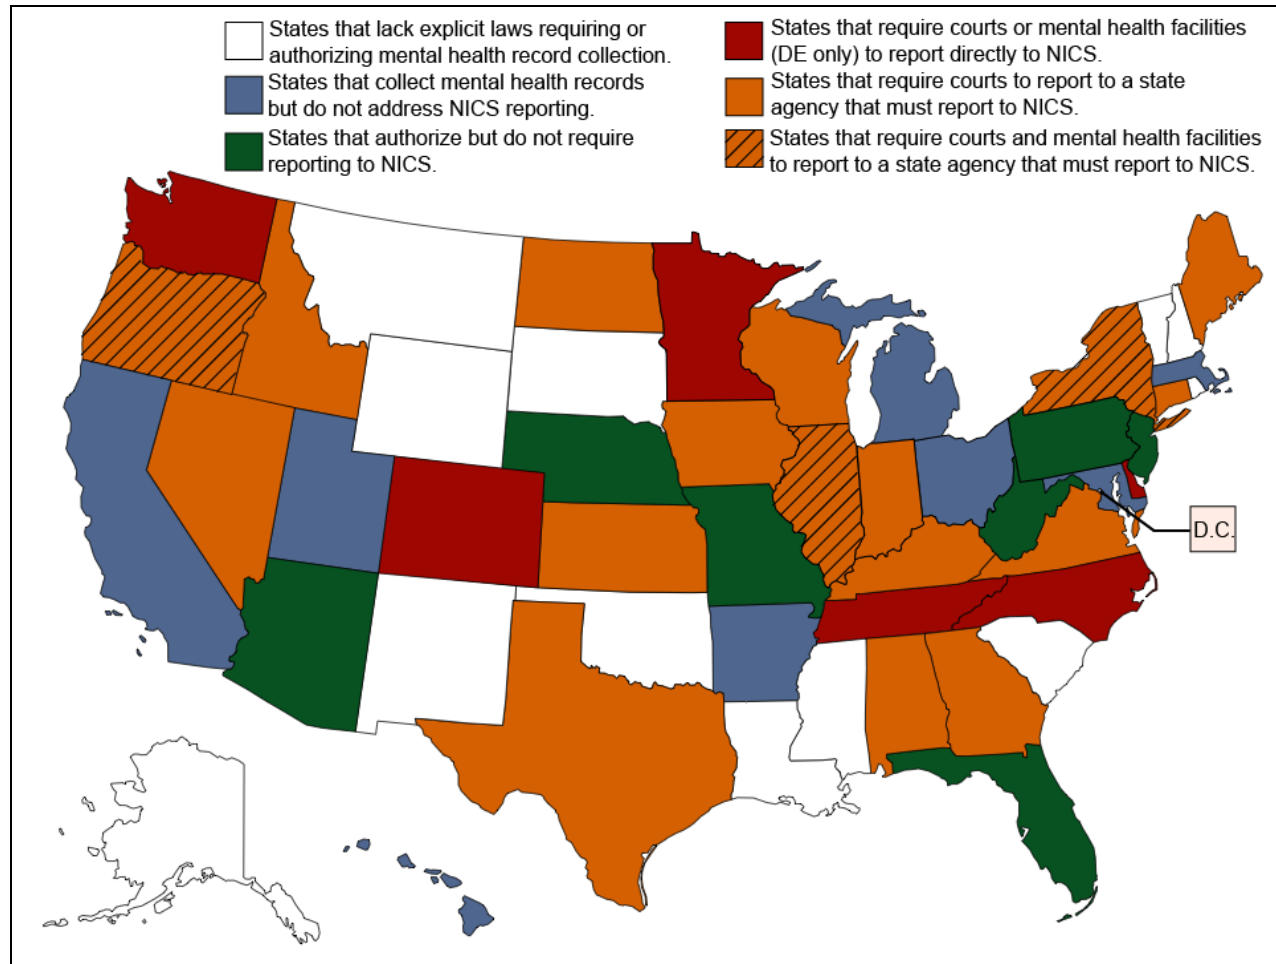 States that lack explicit laws requiring or
authorizing mental health record collection.
States that collect mental health records
but do not address NICS reporting.
States that authorize but do not require
reporting to NICS.
States that require courts or mental health facilities
(DE only) to report directly to NICS.
States that require courts to report to a state
agency that must report to NICS.
States that require courts and mental health facilities
to report to a state agency that must report to NICS.
D.C.